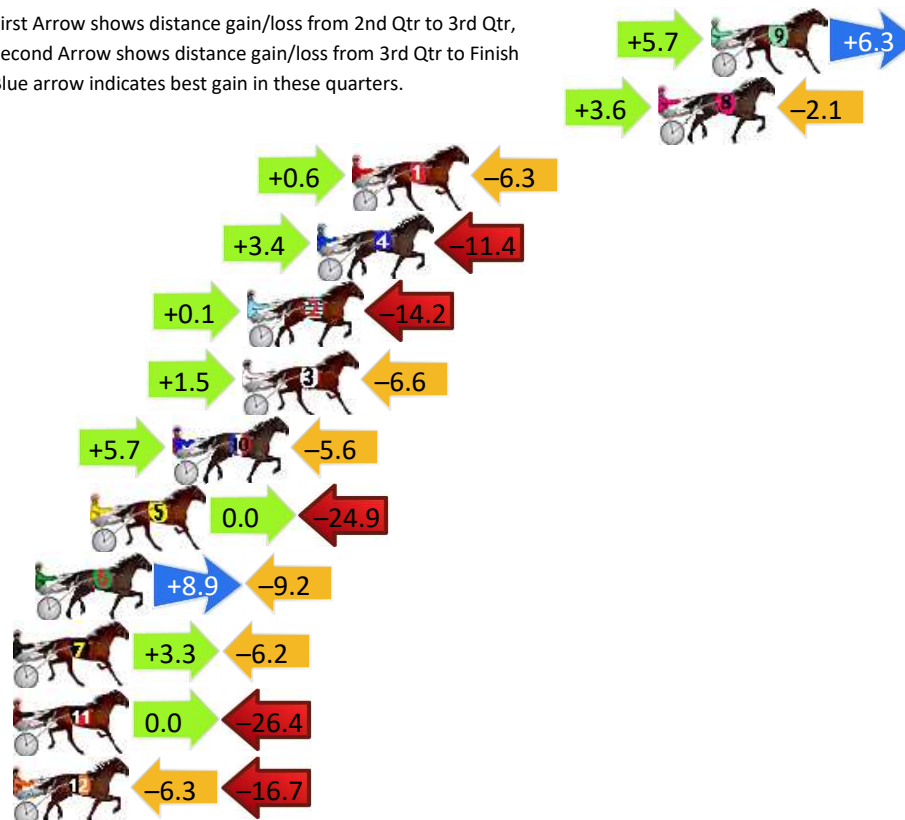 irst Arrow shows distance gain/loss from 2nd Qtr to 3rd Qtr,
econd Arrow shows distance gain/loss from 3rd Qtr to Finish
Blue arrow indicates best gain in these quarters.
+5.7 9 +6.3
+3.6 8 –2.1
+0.6 1 –6.3
+3.4 4 –11.4
+0.1 –14.2
+1.5 3 –6.6
+5.7 10 –5.6
5 0.0 –24.9
6 +8.9 –9.2
7 +3.3 –6.2
11 0.0 –26.4
12 –6.3 –16.7